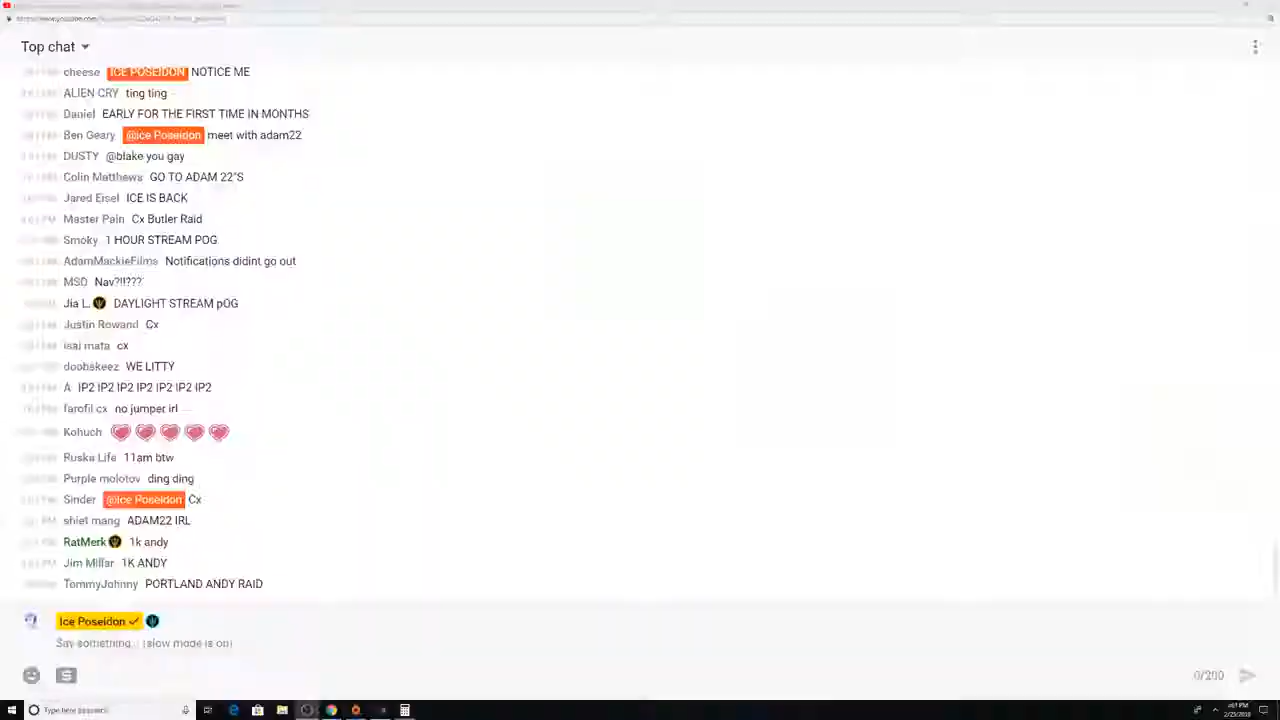 Top chat
cheese ICE POSEIDON NOTICE ME
ALIEN CRY ting ting
Daniel EARLY FOR THE FIRST TIME IN MONTHS
Ben Geary @ice Poseidon meet with adam22
DUSTY @blake you gay
Colin Matthews GO TO ADAM 22"S
Jared Eisel ICE IS BACK
Master Pain Cx Butler Raid
Smoky 1 HOUR STREAM POG
AdamMackieFilms Notifications didint go out
MSD Nav?!!???
Jia L. DAYLIGHT STREAM pOG
Justin Rowand Cx
isai mata cx
doobskeez WE LITTY
A IP2 IP2 IP2 IP2 IP2 IP2 IP2
farofil cx no jumper irl
Kohuch
Ruska Life 11am btw
Purple molotov ding ding
Sinder @Ice Poseidon Cx
shiet mang ADAM22 IRL
RatMerk 1k andy
Jim Millar 1K ANDY
TommyJohnny PORTLAND ANDY RAID
Ice Poseidon
Say something... (slow mode is on)
0/200
Type here to search